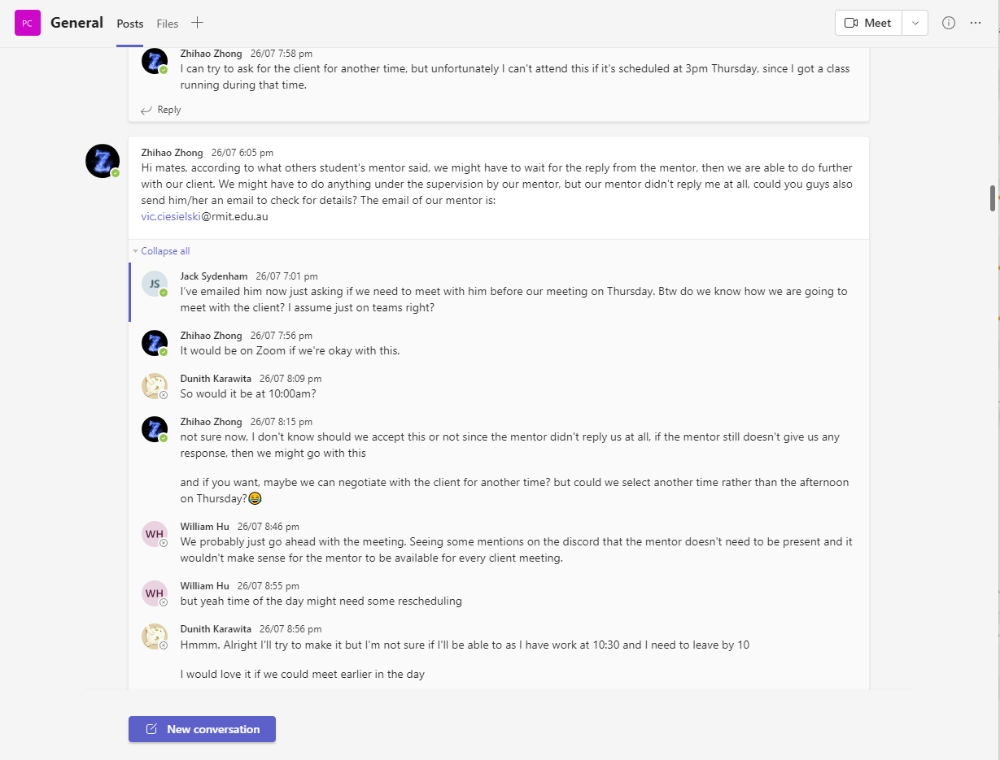 PC General Posts Files Meet
Zhihao Zhong 26/07 7:58 pm
I can try to ask for the client for another time, but unfortunately I can't attend this if it's scheduled at 3pm Thursday, since I got a class
running during that time.
Reply
Zhihao Zhong 26/07 6:05 pm
Hi mates, according to what others student's mentor said, we might have to wait for the reply from the mentor, then we are able to do further
with our client. We might have to do anything under the supervision by our mentor, but our mentor didn't reply me at all, could you guys also
send him/her an email to check for details? The email of our mentor is:
vic.ciesielski@rmit.edu.au
Collapse all
JS
Jack Sydenham 26/07 7:01 pm
I've emailed him now just asking if we need to meet with him before our meeting on Thursday. Btw do we know how we are going to
meet with the client? I assume just on teams right?
Zhihao Zhong 26/07 7:56 pm
It would be on Zoom if we're okay with this.
Dunith Karawita 26/07 8:09 pm
So would it be at 10:00am?
Zhihao Zhong 26/07 8:15 pm
not sure now, I don't know should we accept this or not since the mentor didn't reply us at all, if the mentor still doesn't give us any
response, then we might go with this
and if you want, maybe we can negotiate with the client for another time? but could we select another time rather than the afternoon
on Thursday?😂
WH
William Hu 26/07 8:46 pm
We probably just go ahead with the meeting. Seeing some mentions on the discord that the mentor doesn't need to be present and it
wouldn't make sense for the mentor to be available for every client meeting.
WH
William Hu 26/07 8:55 pm
but yeah time of the day might need some rescheduling
Dunith Karawita 26/07 8:56 pm
Hmmm. Alright I'll try to make it but I'm not sure if I'll be able to as I have work at 10:30 and I need to leave by 10
I would love it if we could meet earlier in the day
New conversation